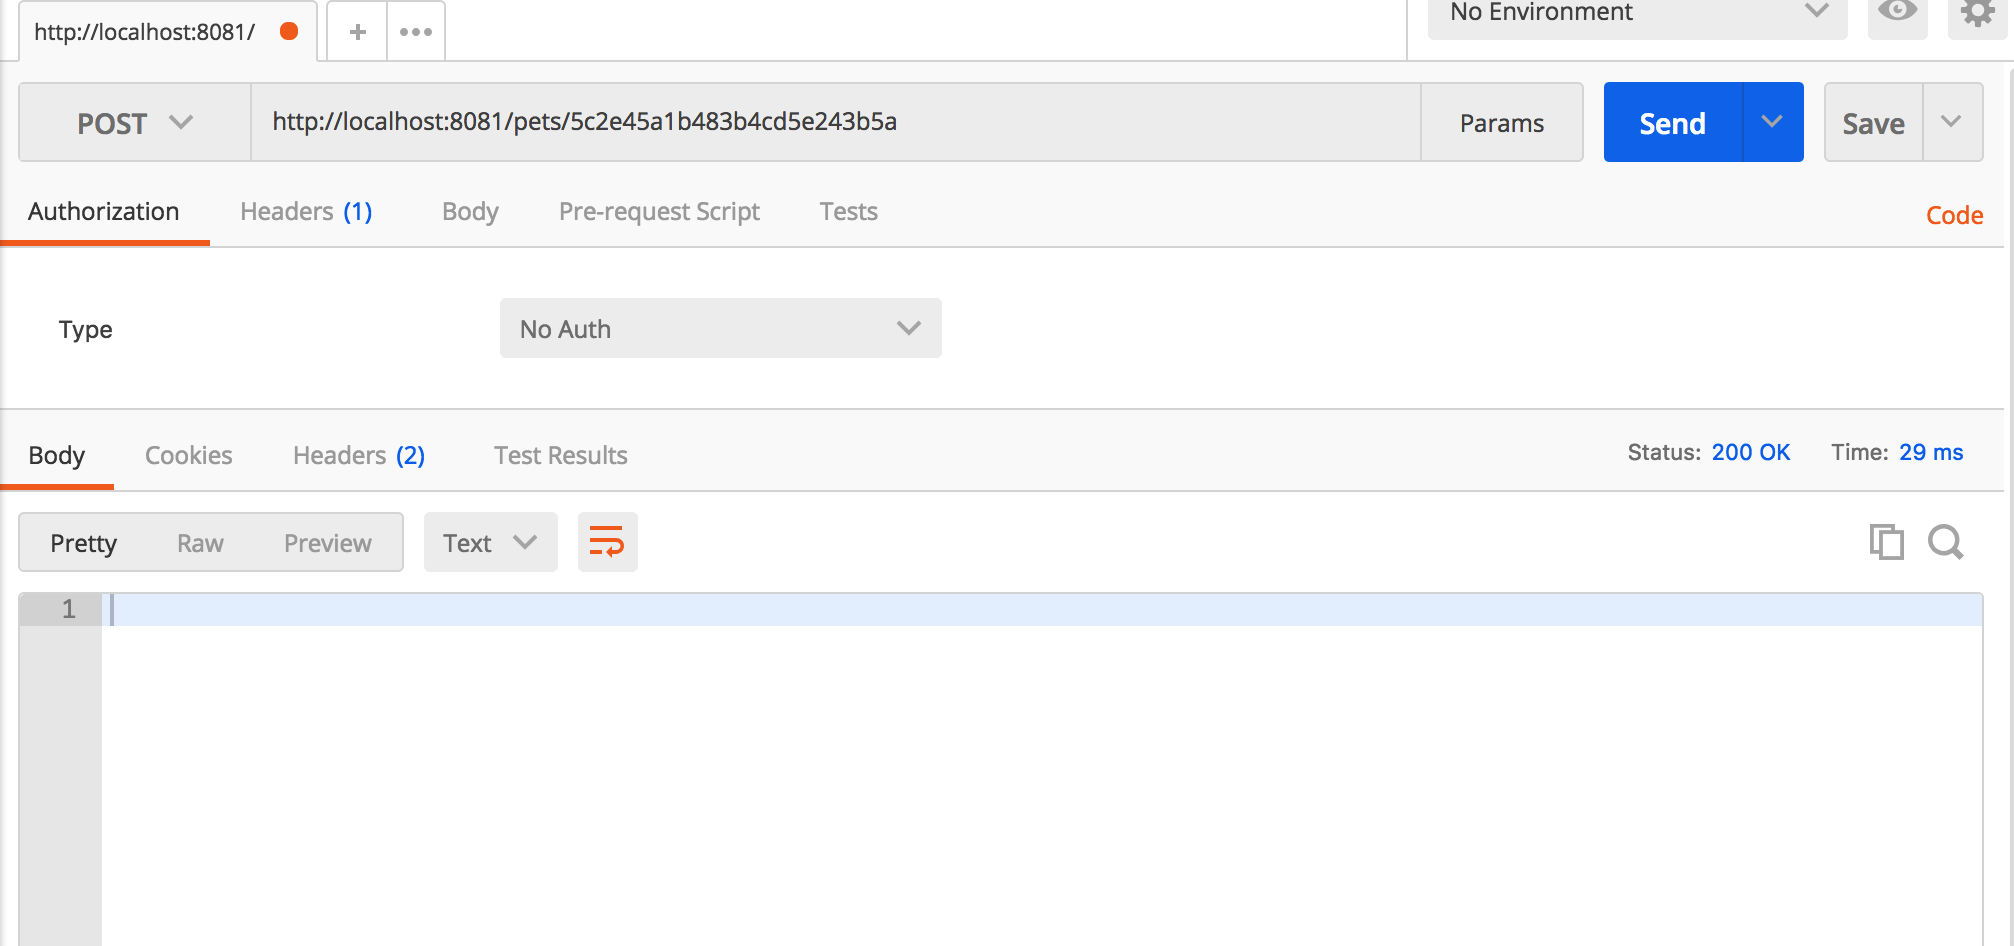 http://localhost:8081/
No Environment
POST http://localhost:8081/pets/5c2e45a1b483b4cd5e243b5a Params Send Save
Authorization Headers (1) Body Pre-request Script Tests Code
Type No Auth
Body Cookies Headers (2) Test Results Status: 200 OK Time: 29 ms
Pretty Raw Preview Text
1